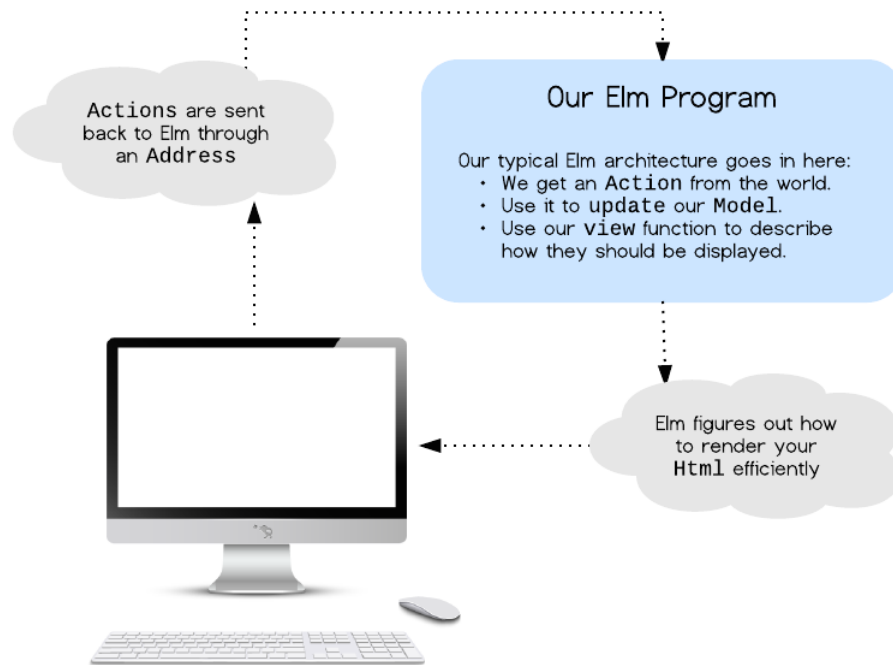 Actions are sent
back to Elm through
an Address
Our Elm Program
Our typical Elm architecture goes in here:
• We get an Action from the world.
• Use it to update our Model.
• Use our view function to describe
how they should be displayed.
Elm figures out how
to render your
Html efficiently